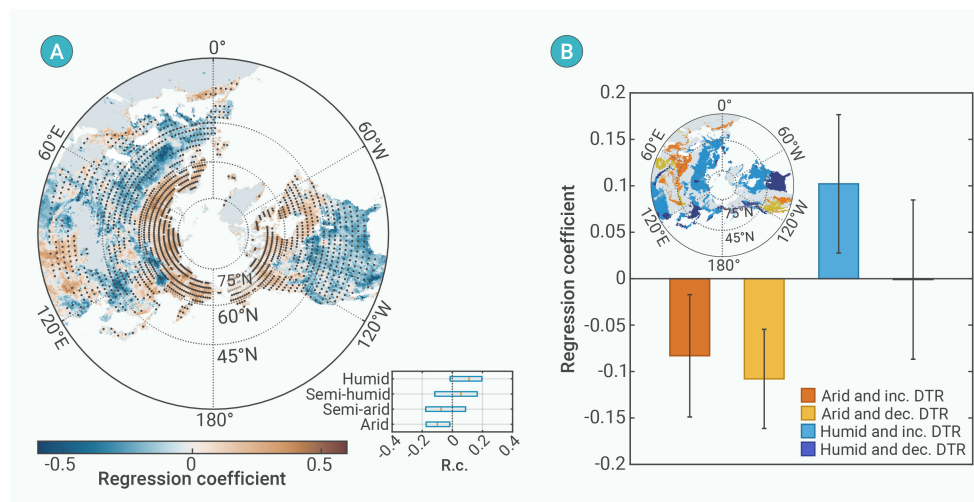 A
0°
60°E
60°W
120°E
120°W
180°
75°N
60°N
45°N
Humid
Semi-humid
Semi-arid
Arid
-0.4
-0.2
0
0.2
0.4
R.c.
-0.5
0
0.5
Regression coefficient
B
Regression coefficient
0.2
0.15
0.1
0.05
0
-0.05
-0.1
-0.15
-0.2
0°
60°E
60°W
120°E
120°W
75°N
45°N
180°
Arid and inc. DTR
Arid and dec. DTR
Humid and inc. DTR
Humid and dec. DTR